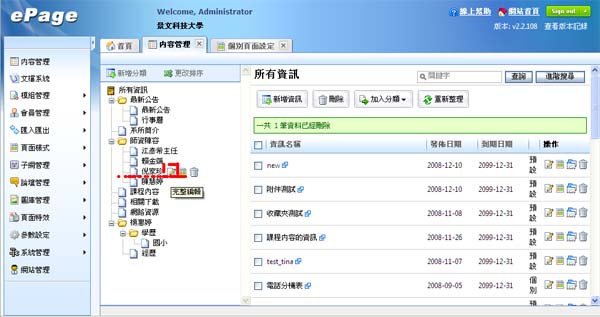 ePage
Welcome, Administrator
景文科技大學
線上幫助
網站首頁
Sign out
版本: v2.2.108
查看版本記錄
首頁
內容管理
個別頁面設定
內容管理
文檔系統
模組管理
會員管理
匯入匯出
頁面樣式
子網管理
論壇管理
圖庫管理
頁面特效
參數設定
系統管理
網站管理
新增分類
更改排序
所有資訊
最新公告
最新公告
行事曆
系所簡介
師資陣容
江彥希主任
倪家珍
陳慧婷
課程內容
相關下載
網路資源
楊惠婷
學歷
國小
經歷
完整編輯
所有資訊
關鍵字
查詢
進階搜尋
新增資訊
刪除
加入分類
重新整理
一共 1 筆資料已經刪除
資訊名稱 發佈日期 到期日期 操作
new 2008-12-10 2099-12-31 預設
附件測試 2008-12-10 2099-12-31 預設
收藏夾測試 2008-11-08 2099-12-31 預設
課程內容的資訊 2008-11-26 2099-12-31 預設
test_tina 2008-11-07 2099-12-31 預設
電話分機表 2008-09-05 2099-12-31 個別